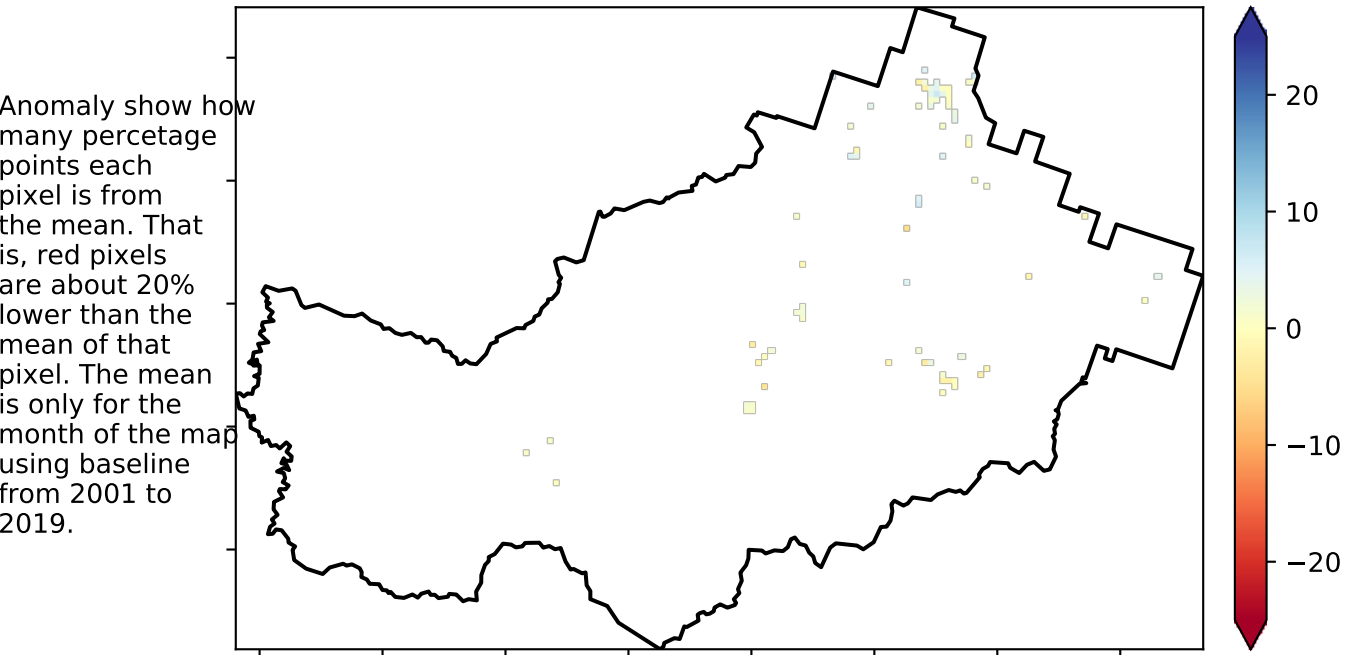 Anomaly show how
many percetage
points each
pixel is from
the mean. That
is, red pixels
are about 20%
lower than the
mean of that
pixel. The mean
is only for the
month of the map
using baseline
from 2001 to
2019.
20
10
0
−10
−20